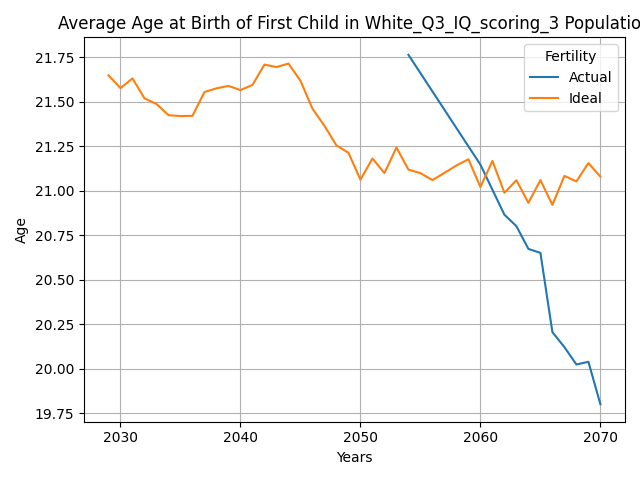 Average Age at Birth of First Child in White_Q3_IQ_scoring_3 Populatio
Fertility
Actual
Ideal
21.75
21.50
21.25
21.00
20.75
20.50
20.25
20.00
19.75
Age
2030 2040 2050 2060 2070
Years